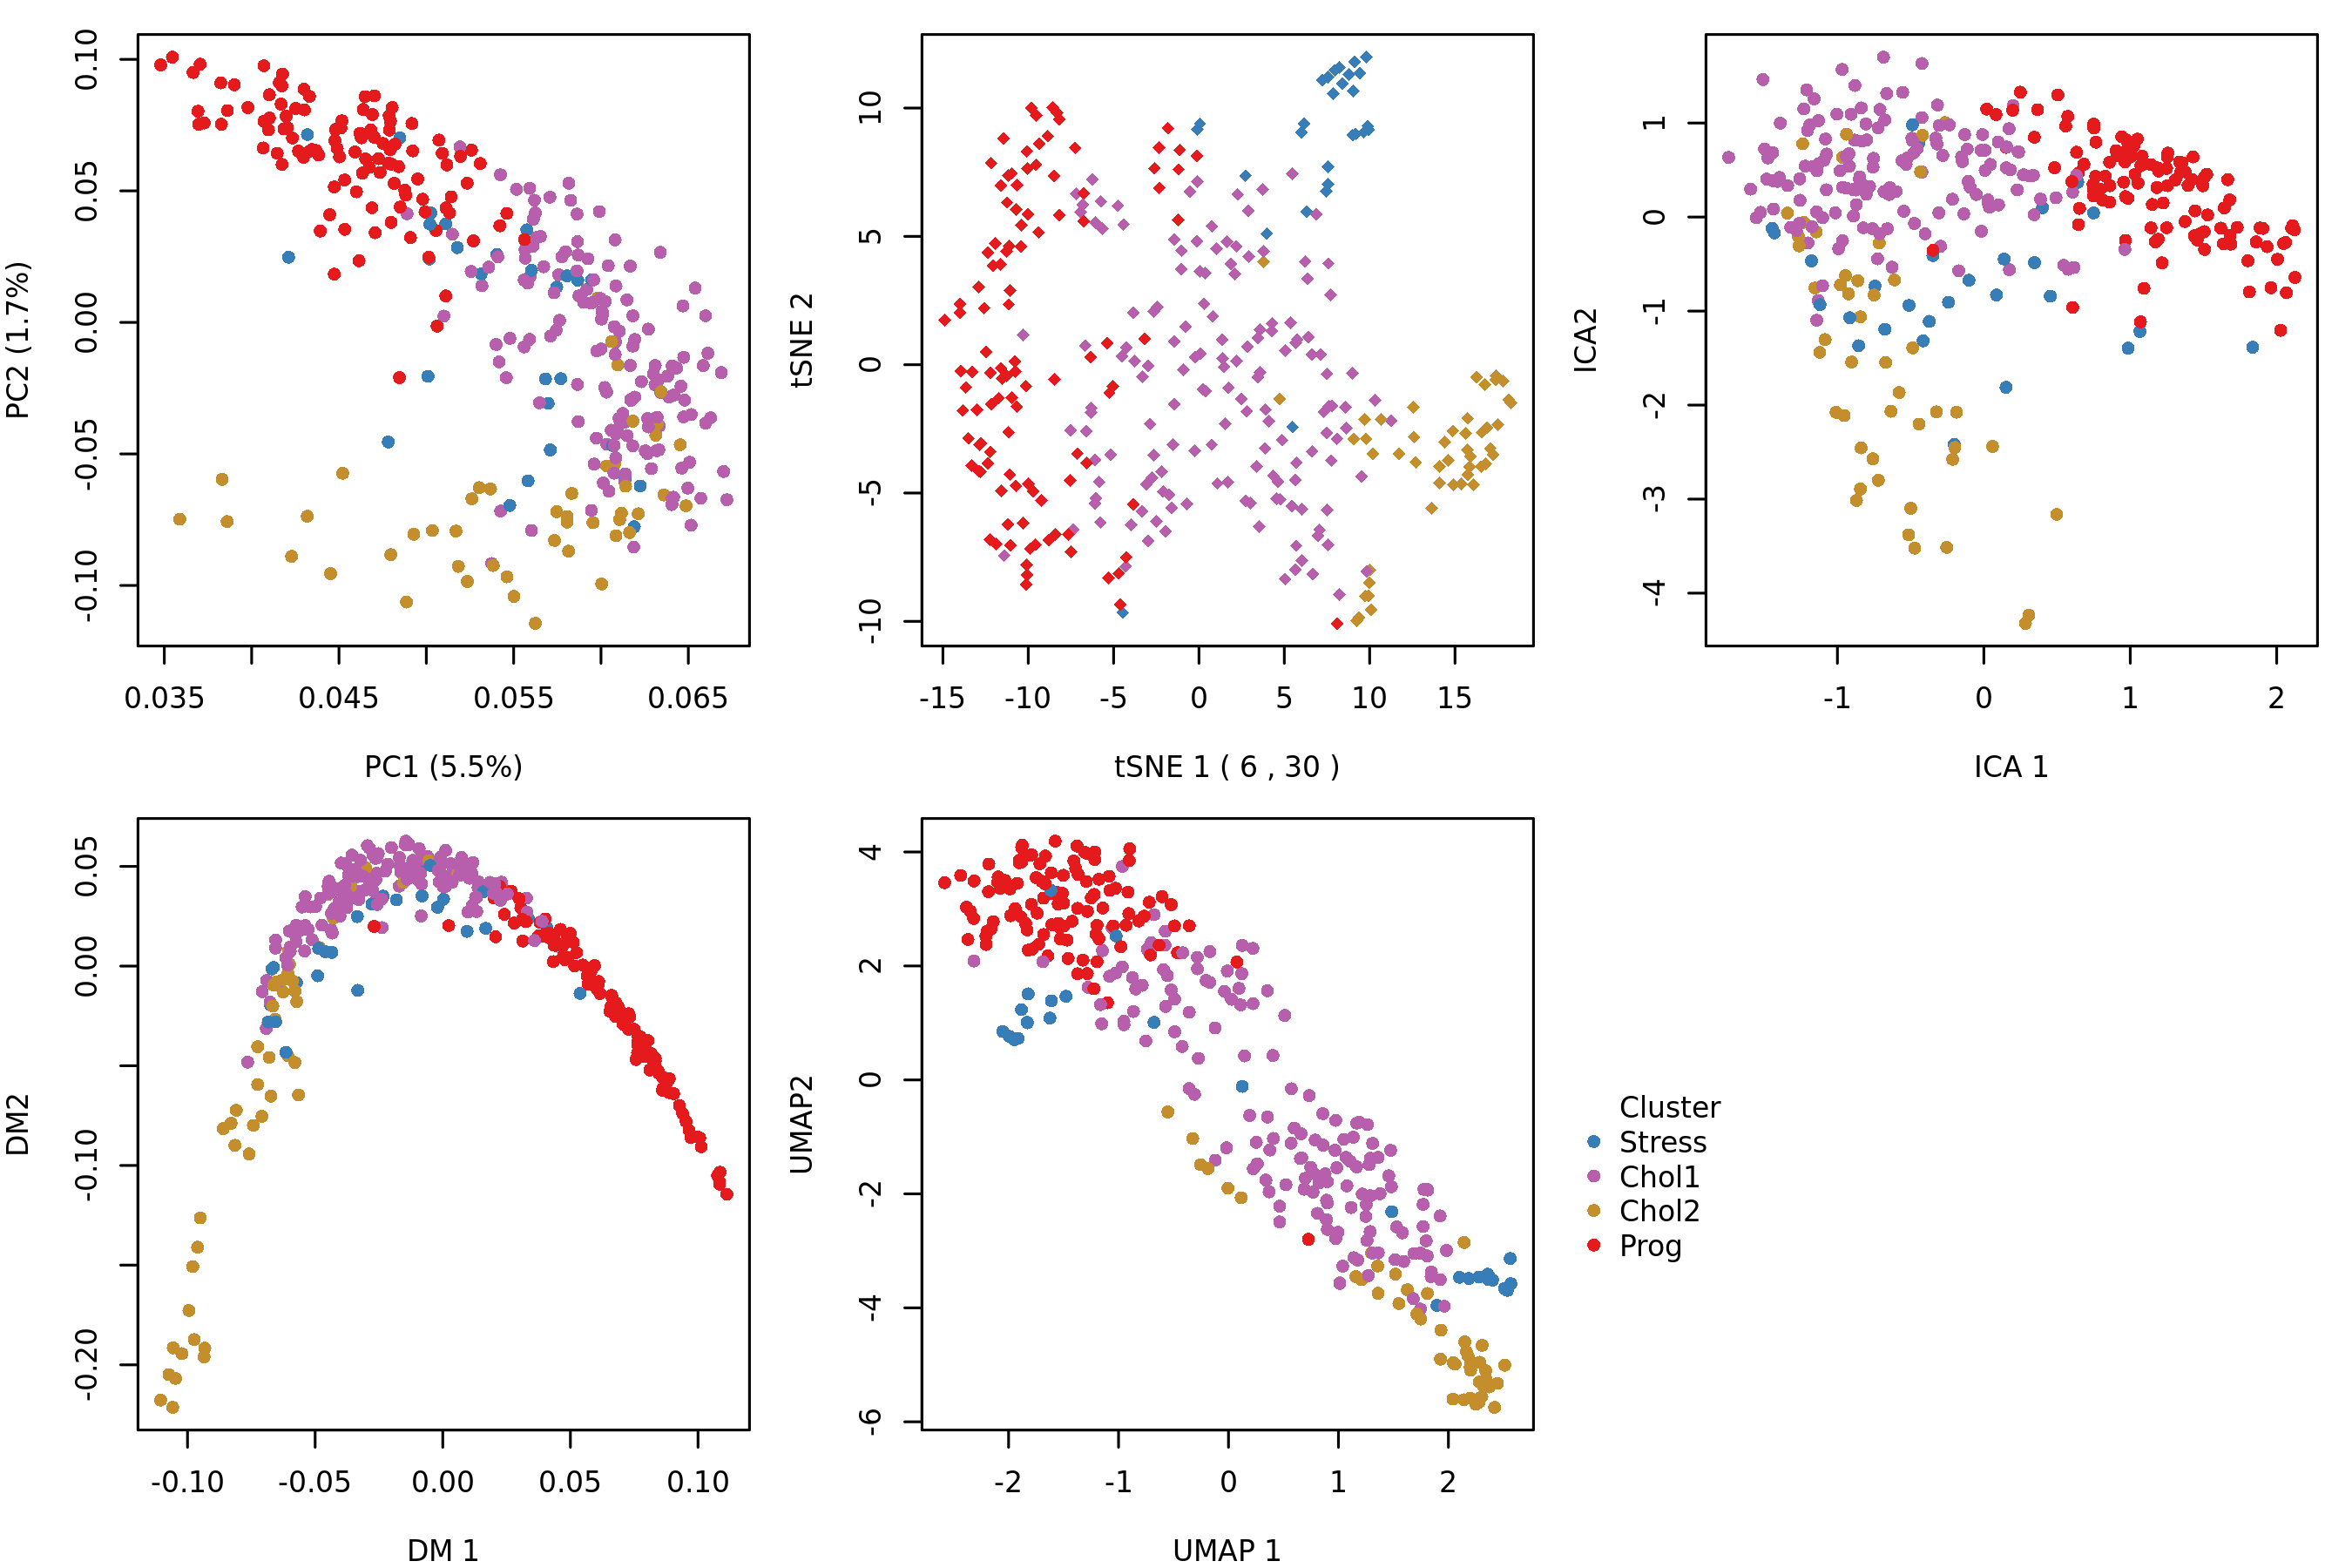 PC2 (1.7%)
0.10
0.05
0.00
-0.05
-0.10
0.035 0.045 0.055 0.065
PC1 (5.5%)
tSNE 2
10
5
0
-5
-10
-15 -10 -5 0 5 10 15
tSNE 1 ( 6 , 30 )
ICA2
1
0
-1
-2
-3
-4
-1 0 1 2
ICA 1
DM2
0.05
0.00
-0.10
-0.20
-0.10 -0.05 0.00 0.05 0.10
DM 1
UMAP2
4
2
0
-2
-4
-6
-2 -1 0 1 2
UMAP 1
Cluster
Stress
Chol1
Chol2
Prog